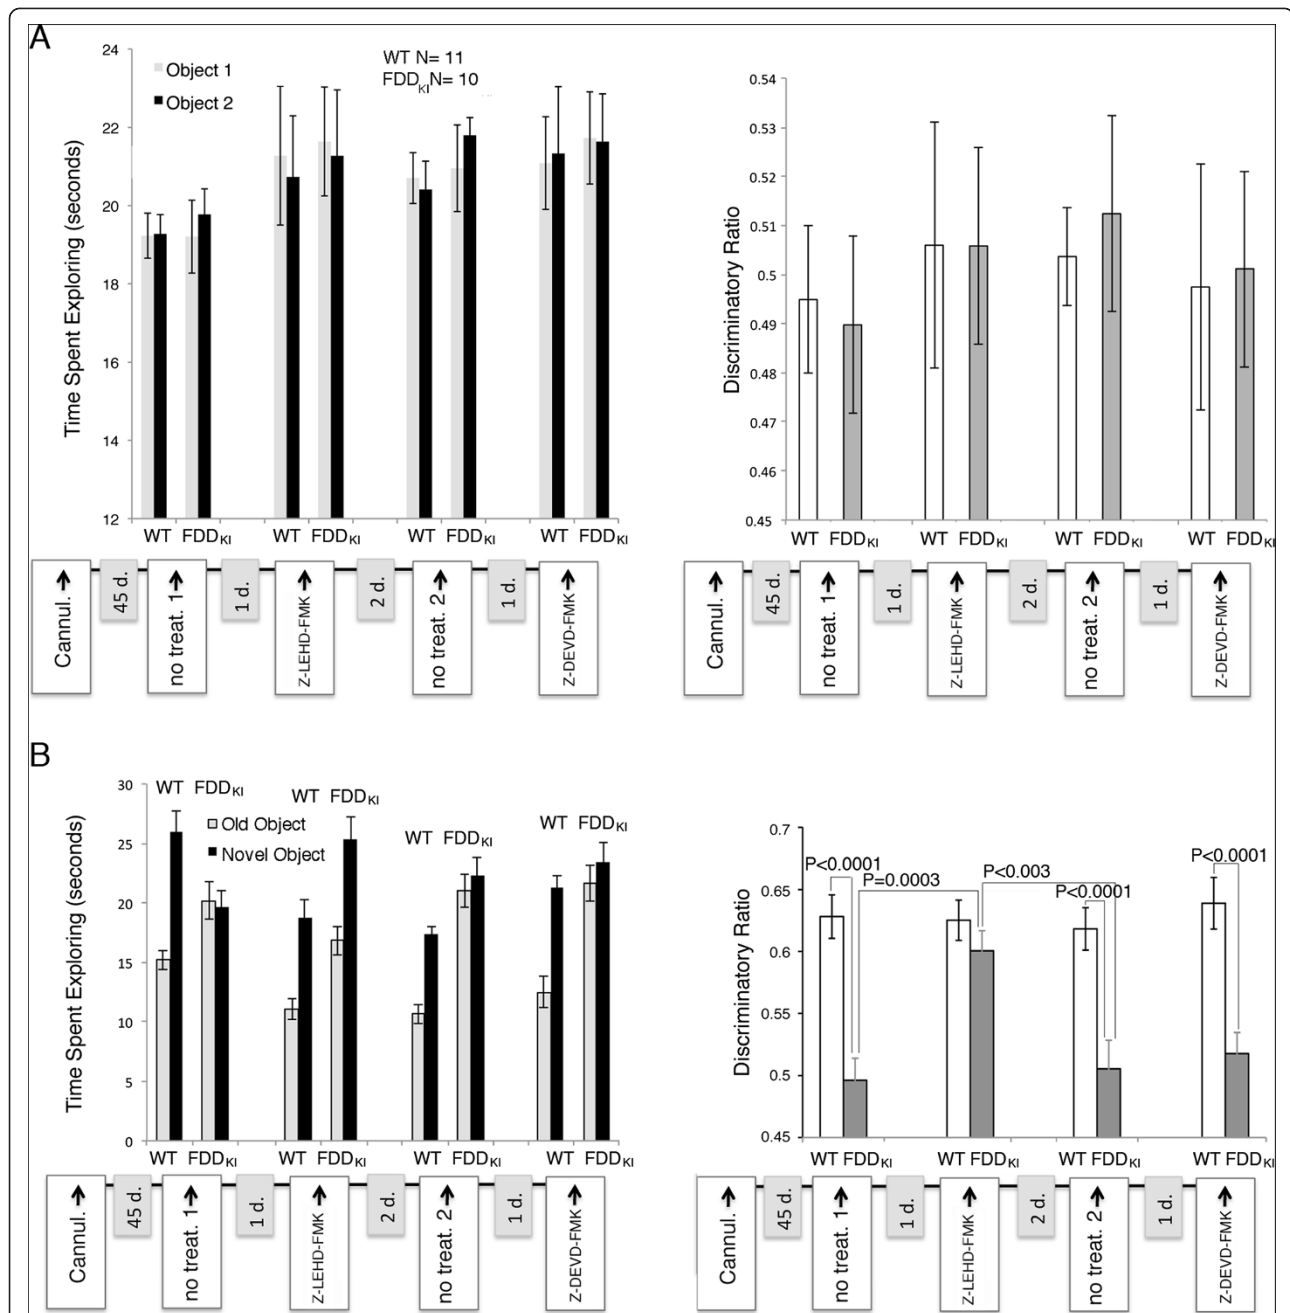 A
24
22
20
18
16
14
12
Time Spent Exploring (seconds)
Object 1
Object 2
WT N= 11
FDDKI N= 10
WT FDDKI WT FDDKI WT FDDKI WT FDDKI
Cannul. 45 d. no treat. 1 1 d. Z-LEHD-FMK 2 d. no treat. 2 1 d. Z-DEVD-FMK
0.54
0.53
0.52
0.51
0.5
0.49
0.48
0.47
0.46
0.45
Discriminatory Ratio
WT FDDKI WT FDDKI WT FDDKI WT FDDKI
Cannul. 45 d. no treat. 1 1 d. Z-LEHD-FMK 2 d. no treat. 2 1 d. Z-DEVD-FMK
B
30
25
20
15
10
5
0
Time Spent Exploring (seconds)
WT FDDKI WT FDDKI WT FDDKI WT FDDKI
Old Object
Novel Object
WT FDDKI WT FDDKI WT FDDKI WT FDDKI
Cannul. 45 d. no treat. 1 1 d. Z-LEHD-FMK 2 d. no treat. 2 1 d. Z-DEVD-FMK
0.7
0.65
0.6
0.55
0.5
0.45
Discriminatory Ratio
P<0.0001
P=0.0003
P<0.003
P<0.0001
P<0.0001
WT FDDKI WT FDDKI WT FDDKI WT FDDKI
Cannul. 45 d. no treat. 1 1 d. Z-LEHD-FMK 2 d. no treat. 2 1 d. Z-DEVD-FMK